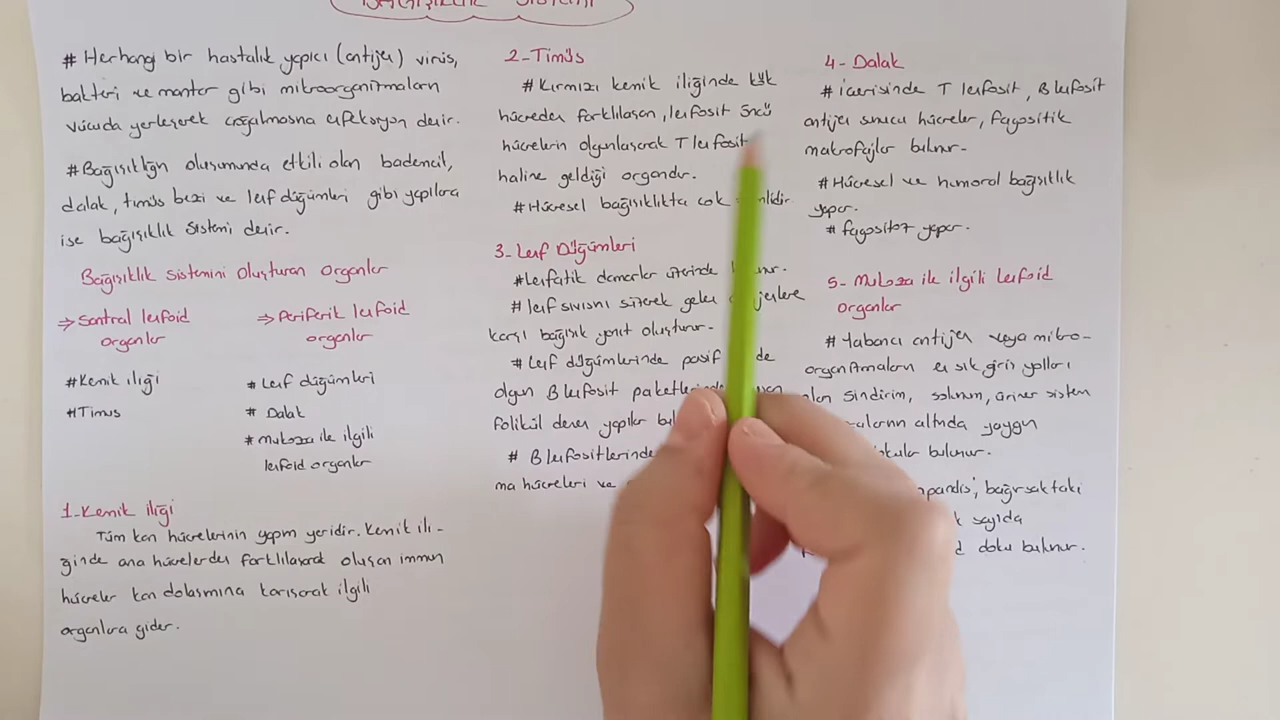 BAĞIŞIKLIK SİSTEMİ
# Herhangi bir hastalık yapıcı (antijen) virüs,
bakteri ve mantar gibi mikroorganizmaların
vücuda yerleşerek çoğalmasına enfeksiyon denir.
# Bağışıklığın oluşumunda etkili olan bademcik,
dalak, timüs bezi ve lenf düğümleri gibi yapılara
ise bağışıklık sistemi denir.
Bağışıklık sistemini oluşturan organlar
⇒ Santral lenfoid
organlar
# Kemik iliği
# Timus
⇒ Periferik lenfoid
organlar
# Lenf düğümleri
# Dalak
# Mukoza ile ilgili
lenfoid organlar
1-Kemik iliği
Tüm kan hücrelerinin yapım yeridir. Kemik ili-
ğinde ana hücrelerden farklılaşarak oluşan immün
hücreler kan dolaşımına karışarak ilgili
organlara gider.
2-Timüs
# Kırmızı kemik iliğinde kök
hücreden farklılaşan, lenfosit öncü
hücrelerin olgunlaşarak T lenfosit
haline geldiği organdır.
# Hücresel bağışıklıkta çok
3-Lenf Düğümleri
# Lenfatik damarlar üzerinde
# lenf sıvısını süzerek gelen
karşı bağışık yanıt oluşturur.
# Lenf düğümlerinde pasif
olgun B lenfosit
folikül denen yapılar
# B lenfositlerinde
ma hücreleri ve
4- Dalak
# içerisinde T lenfosit, B lenfosit
antijen sunucu hücreler, fagositik
makrofajlar bulunur.
# Hücresel ve humoral bağışıklık
yapar.
# fagositoz yapar.
5- Mukoza ile ilgili lenfoid
organlar
# Yabancı antijen veya mikro-
organizmaların en sık giriş yolları
sindirim, solunum, üriner sistem
altında yaygın
bulunur.
bağırsaktaki
sayıda
doku bulunur.